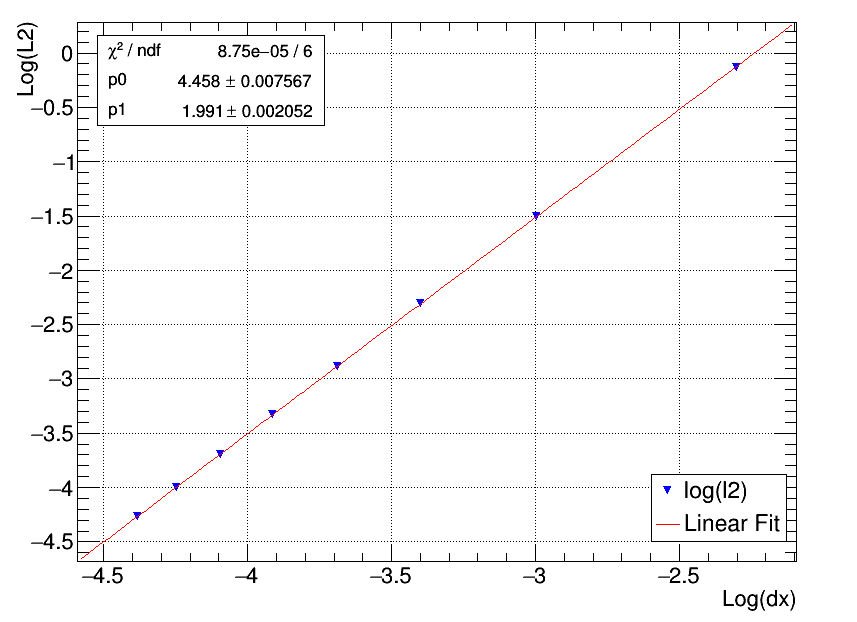 Log(L2)
χ² / ndf 8.75e−05 / 6
p0 4.458 ± 0.007567
p1 1.991 ± 0.002052
0
−0.5
−1
−1.5
−2
−2.5
−3
−3.5
−4
−4.5
log(l2)
Linear Fit
−4.5 −4 −3.5 −3 −2.5
Log(dx)